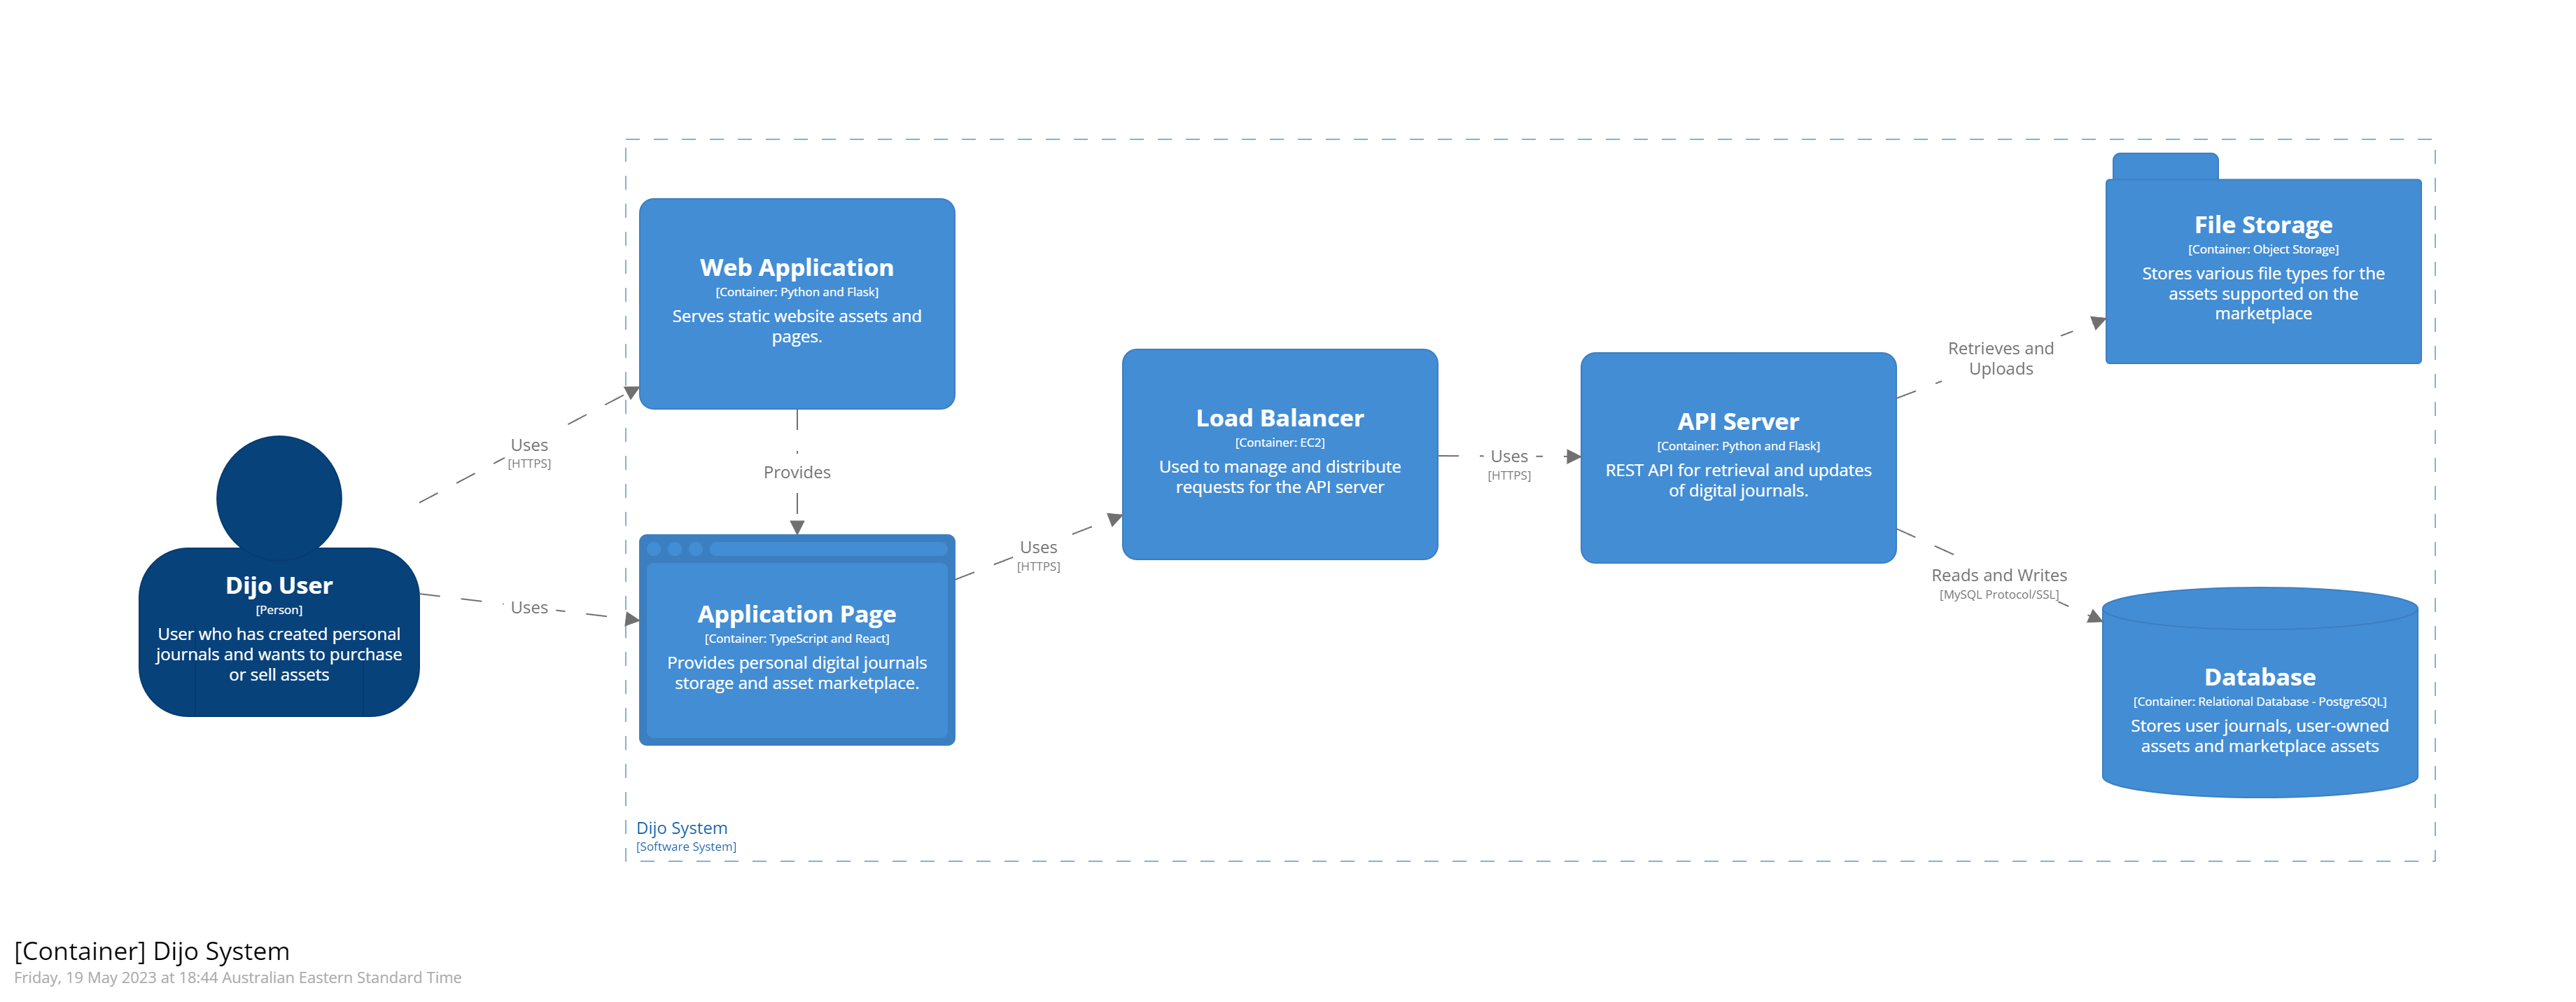 Web Application
[Container: Python and Flask]
Serves static website assets and
pages.
File Storage
[Container: Object Storage]
Stores various file types for the
assets supported on the
marketplace
Load Balancer
[Container: EC2]
Used to manage and distribute
requests for the API server
API Server
[Container: Python and Flask]
REST API for retrieval and updates
of digital journals.
Retrieves and
Uploads
Uses
[HTTPS]
Provides
Uses
[HTTPS]
Uses
[HTTPS]
Dijo User
[Person]
User who has created personal
journals and wants to purchase
or sell assets
Uses
Application Page
[Container: TypeScript and React]
Provides personal digital journals
storage and asset marketplace.
Reads and Writes
[MySQL Protocol/SSL]
Database
[Container: Relational Database - PostgreSQL]
Stores user journals, user-owned
assets and marketplace assets
Dijo System
[Software System]
[Container] Dijo System
Friday, 19 May 2023 at 18:44 Australian Eastern Standard Time